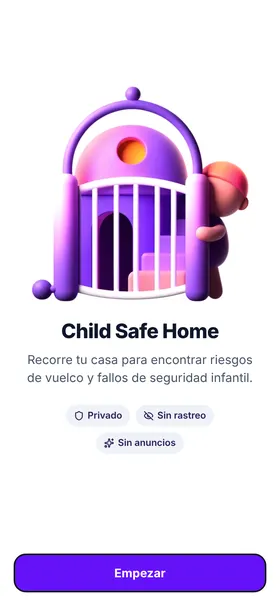 Child Safe Home
Recorre tu casa para encontrar riesgos
de vuelco y fallos de seguridad infantil.
Privado
Sin rastreo
Sin anuncios
Empezar